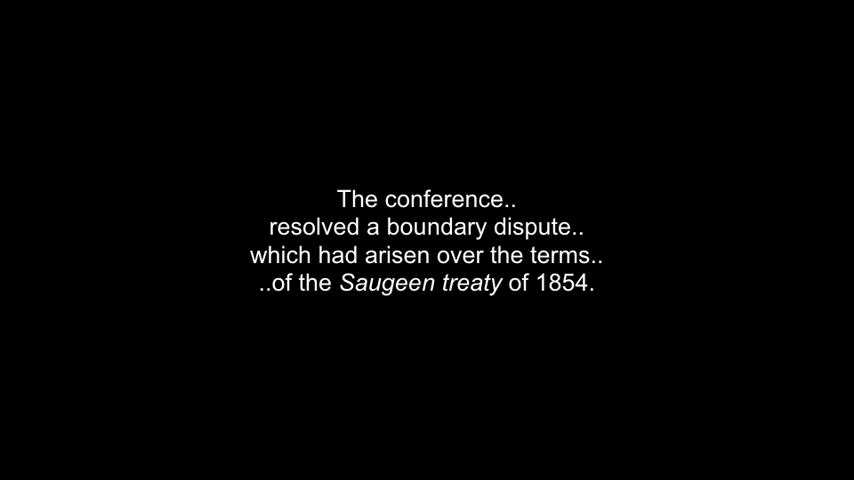 The conference..
resolved a boundary dispute..
which had arisen over the terms..
..of the Saugeen treaty of 1854.